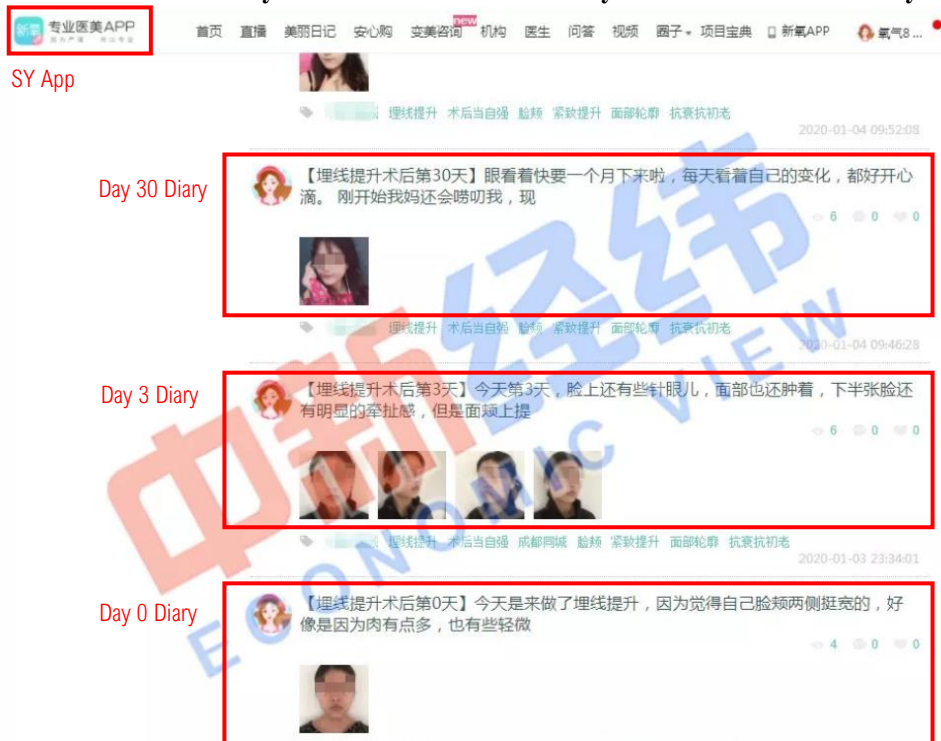 新氧 专业医美APP
首页 直播 美丽日记 安心购 变美咨询 new 机构 医生 问答 视频 圈子 项目宝典 新氧APP 氧气8 ...
SY App
埋线提升 术后当自强 脸颊 紧致提升 面部轮廓 抗衰抗初老
2020-01-04 09:52:08
Day 30 Diary
【埋线提升术后第30天】眼看着快要一个月下来啦，每天看着自己的变化，都好开心
滴。 刚开始我妈还会唠叨我，现
6 0 0
埋线提升 术后当自强 脸颊 紧致提升 面部轮廓 抗衰抗初老
2020-01-04 09:46:28
Day 3 Diary
【埋线提升术后第3天】今天第3天，脸上还有些针眼儿，面部也还肿着，下半张脸还
有明显的牵扯感，但是面颊上提
6 0 0
埋线提升 术后当自强 成都同城 脸颊 紧致提升 面部轮廓 抗衰抗初老
2020-01-03 23:34:01
Day 0 Diary
【埋线提升术后第0天】今天是来做了埋线提升，因为觉得自己脸颊两侧挺宽的，好
像是因为肉有点多，也有些轻微
4 0 0
中新经纬
ECONOMIC VIEW